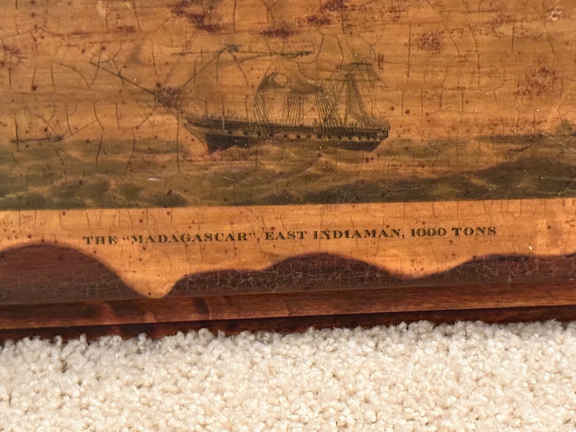 THE "MADAGASCAR", EAST INDIAMAN, 1000 TONS